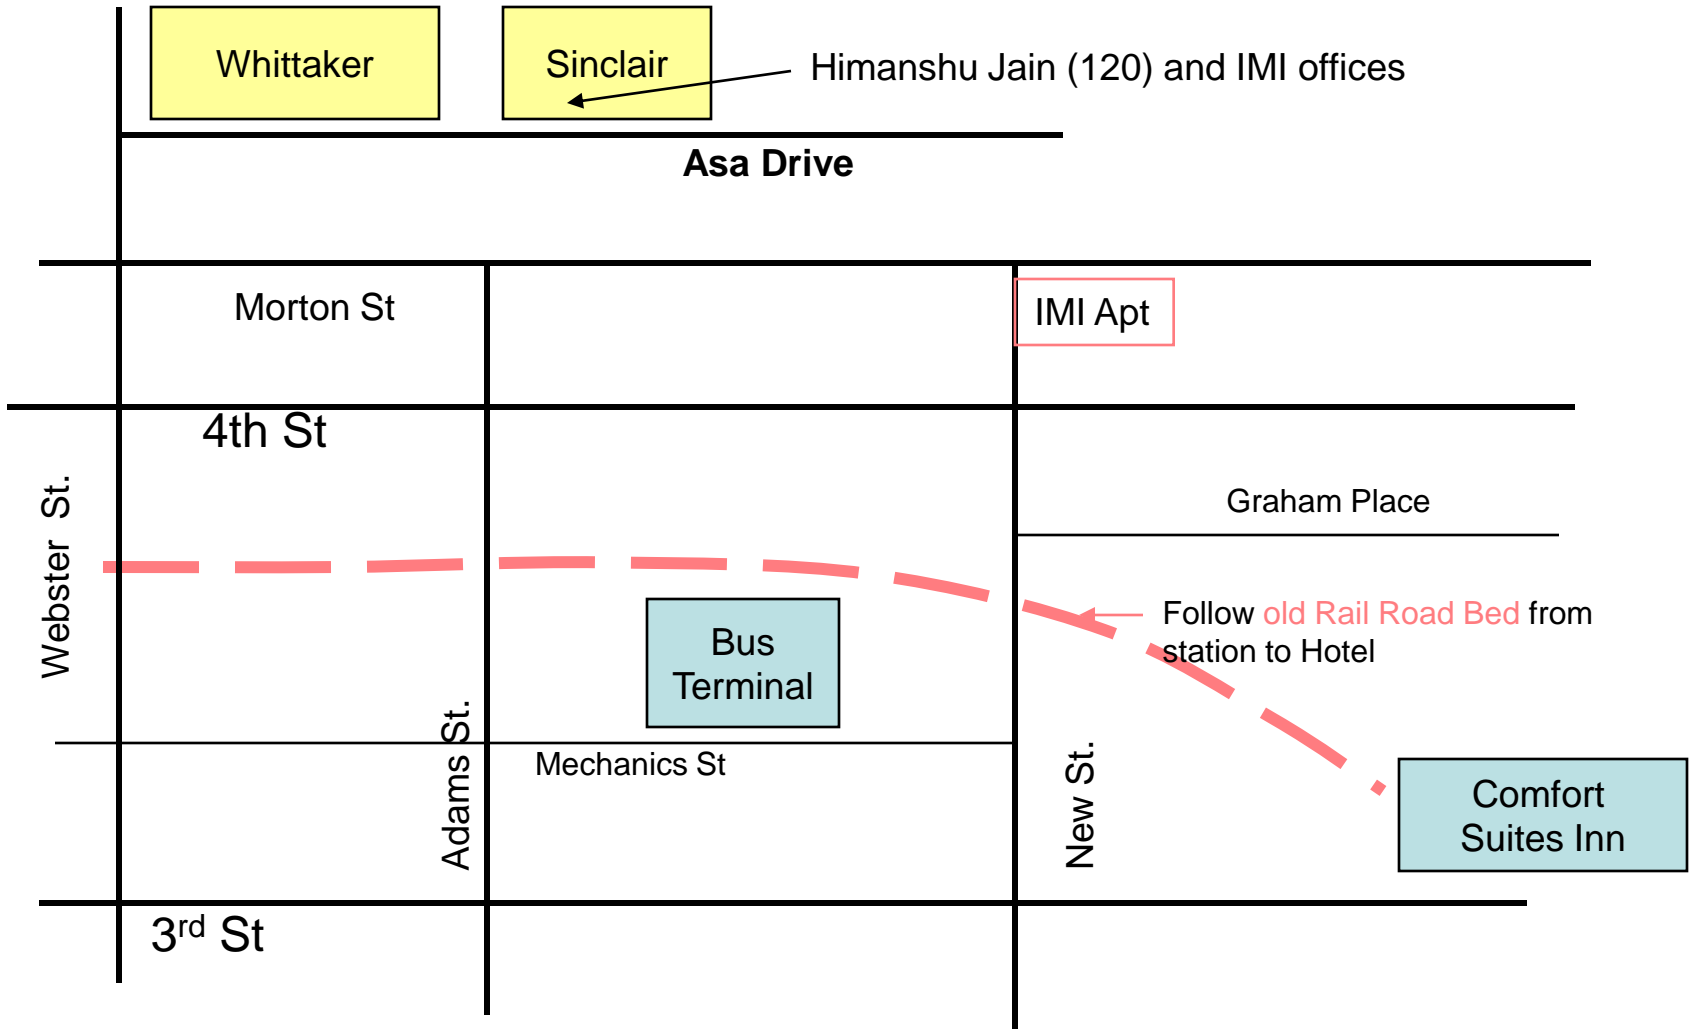 Whittaker
Sinclair
Himanshu Jain (120) and IMI offices
Asa Drive
Morton St
IMI Apt
4th St
Webster St.
Graham Place
Follow old Rail Road Bed from
station to Hotel
Bus
Terminal
Adams St.
Mechanics St
New St.
Comfort
Suites Inn
3rd St